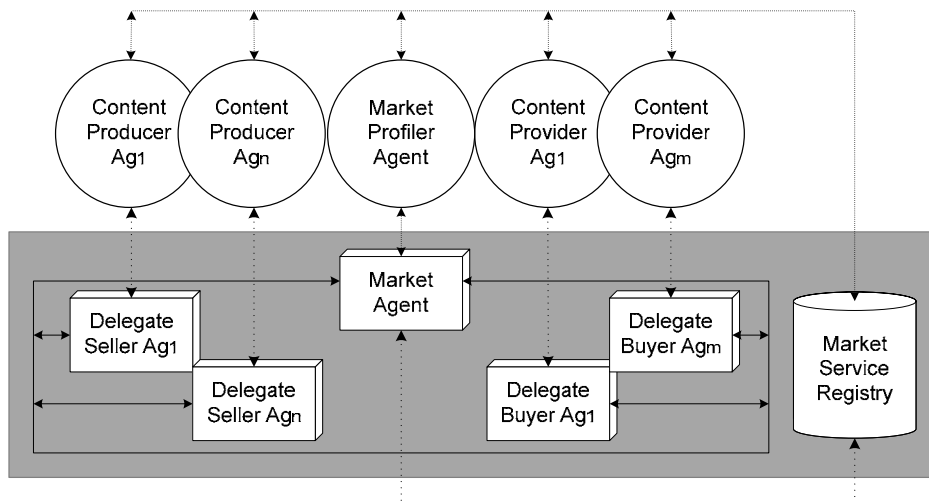 Content
Producer
Ag1
Content
Producer
Agn
Market
Profiler
Agent
Content
Provider
Ag1
Content
Provider
Agm
Market
Agent
Delegate
Seller Ag1
Delegate
Seller Agn
Delegate
Buyer Agm
Delegate
Buyer Ag1
Market
Service
Registry